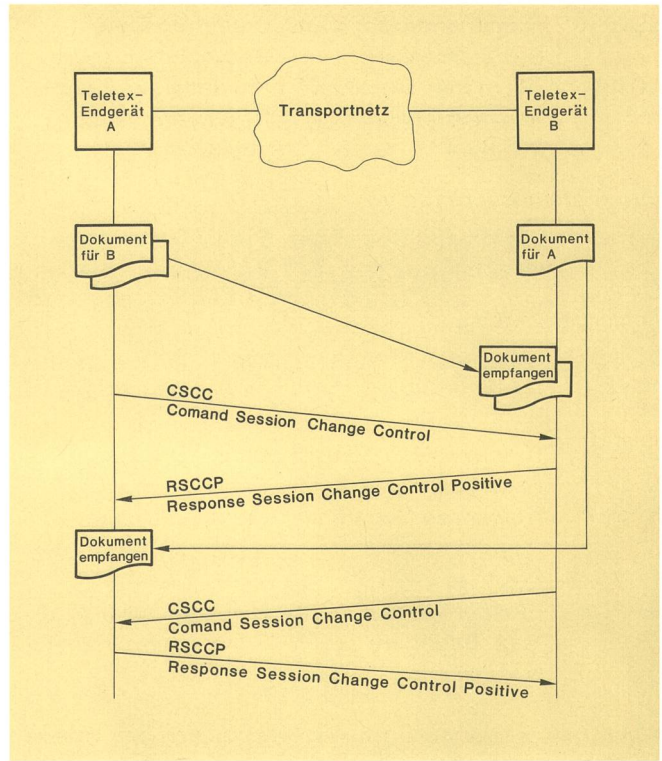 Teletex-
Endgerät
A
Transportnetz
Teletex-
Endgerät
B
Dokument
für B
Dokument
für A
Dokument
empfangen
CSCC
Comand Session Change Control
RSCCP
Response Session Change Control Positive
Dokument
empfangen
CSCC
Comand Session Change Control
RSCCP
Response Session Change Control Positive